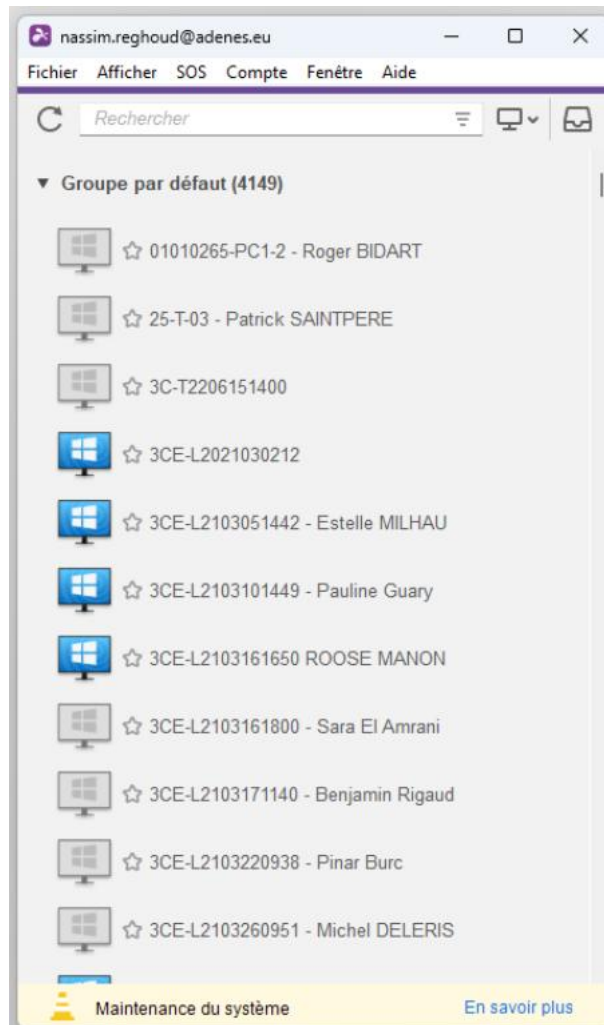 nassim.reghoud@adenes.eu
Fichier Afficher SOS Compte Fenêtre Aide
Rechercher
Groupe par défaut (4149)
01010265-PC1-2 - Roger BIDART
25-T-03 - Patrick SAINTPERE
3C-T2206151400
3CE-L2021030212
3CE-L2103051442 - Estelle MILHAU
3CE-L2103101449 - Pauline Guary
3CE-L2103161650 ROOSE MANON
3CE-L2103161800 - Sara El Amrani
3CE-L2103171140 - Benjamin Rigaud
3CE-L2103220938 - Pinar Burc
3CE-L2103260951 - Michel DELERIS
Maintenance du système En savoir plus